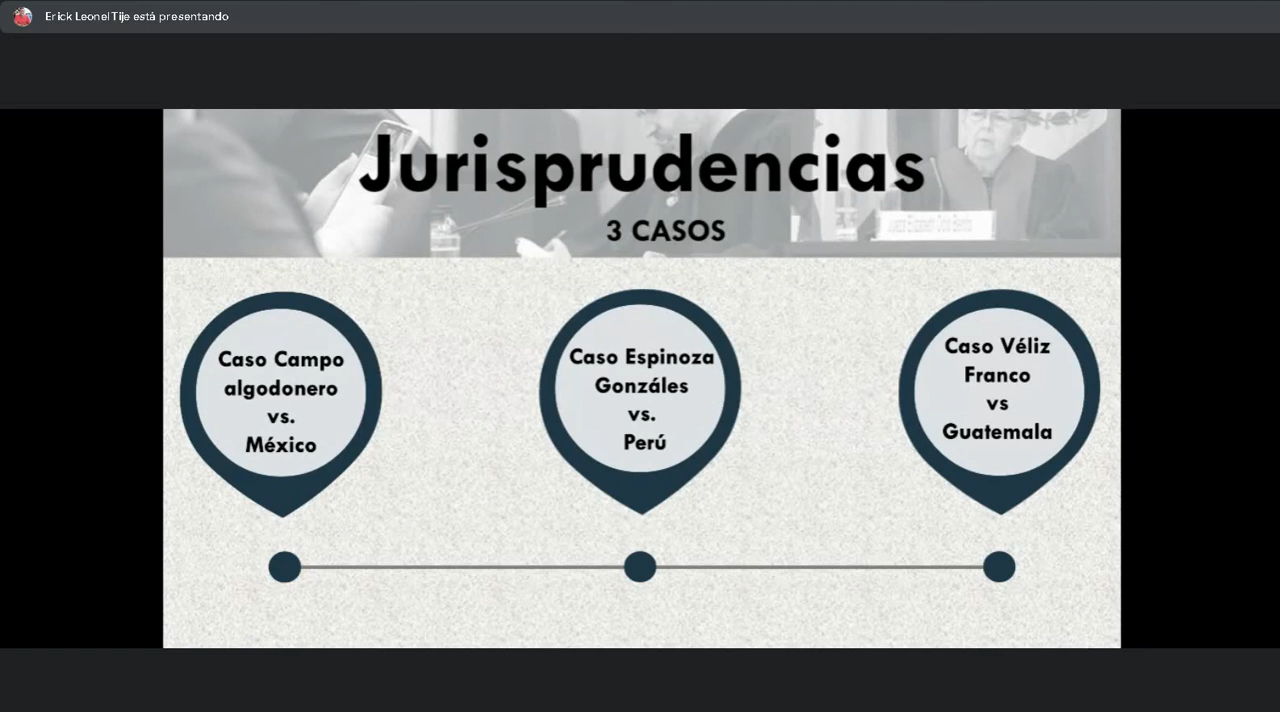 Erick Leonel Tije está presentando
Jurisprudencias
3 CASOS
Caso Campo
algodonero
vs.
México
Caso Espinoza
Gonzáles
vs.
Perú
Caso Véliz
Franco
vs
Guatemala